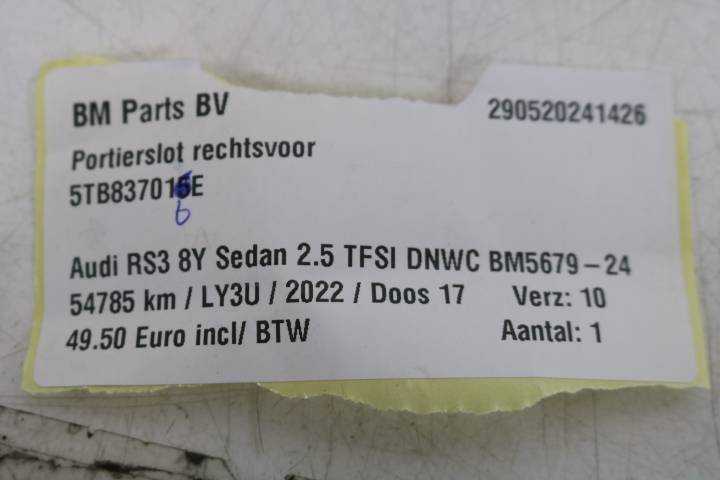 BM Parts BV 290520241426
Portierslot rechtsvoor
5TB837016E
6
Audi RS3 8Y Sedan 2.5 TFSI DNWC BM5679-24
54785 km / LY3U / 2022 / Doos 17 Verz: 10
49.50 Euro incl/ BTW Aantal: 1